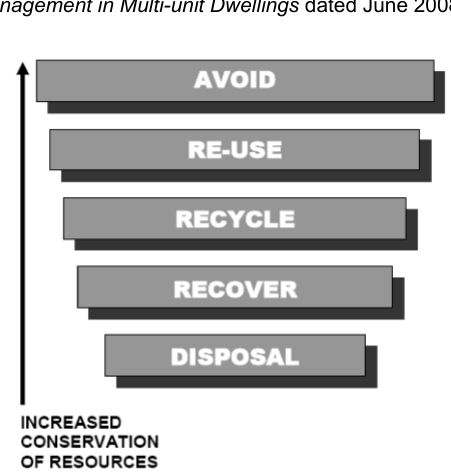 nagement in Multi-unit Dwellings dated June 2008
AVOID
RE-USE
RECYCLE
RECOVER
DISPOSAL
INCREASED
CONSERVATION
OF RESOURCES